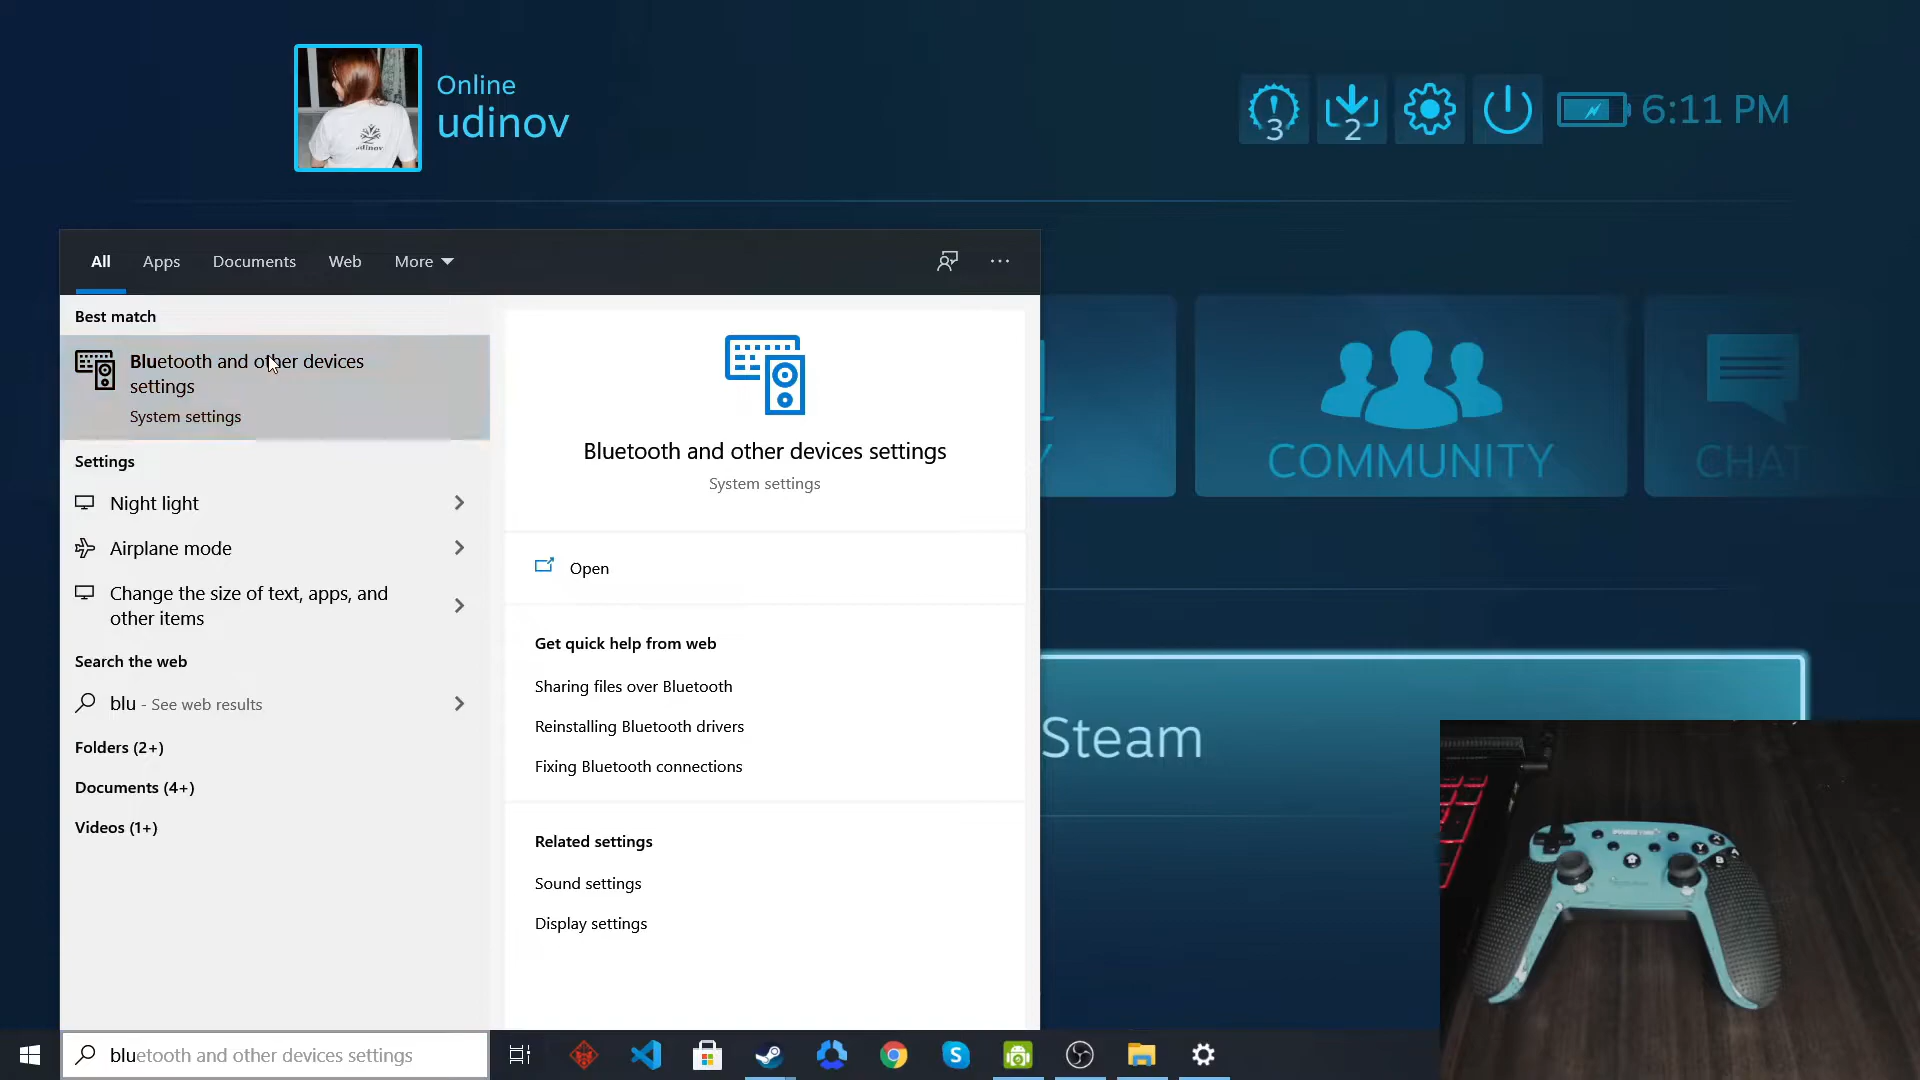 Online
udinov
3
2
6:11 PM
All
Apps
Documents
Web
More
Best match
Bluetooth and other devices
settings
System settings
Settings
Night light
Airplane mode
Change the size of text, apps, and
other items
Search the web
blu - See web results
Folders (2+)
Documents (4+)
Videos (1+)
Bluetooth and other devices settings
System settings
Open
Get quick help from web
Sharing files over Bluetooth
Reinstalling Bluetooth drivers
Fixing Bluetooth connections
Related settings
Sound settings
Display settings
Y
COMMUNITY
CHAT
Steam
Y
B
bluetooth and other devices settings
S